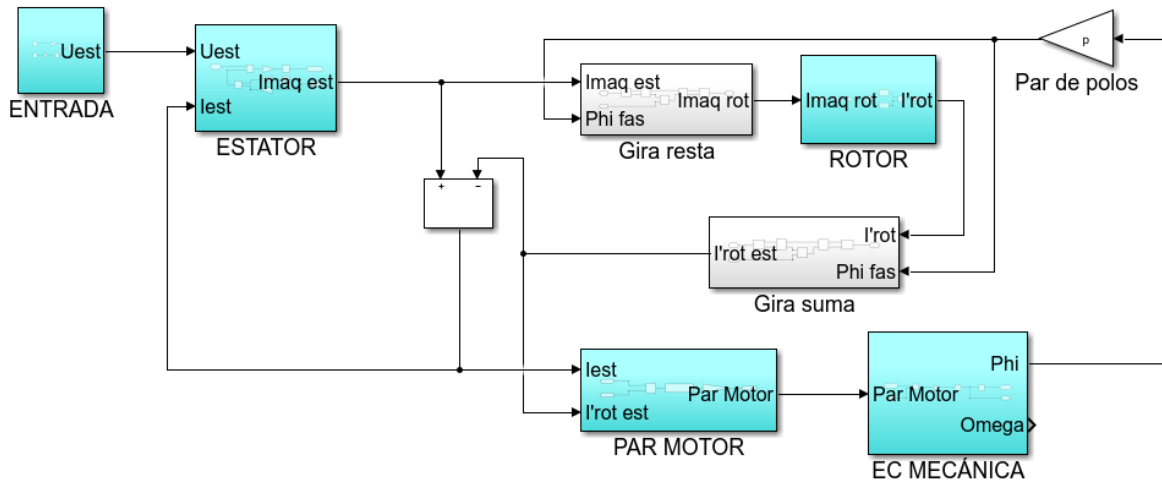 Uest
ENTRADA
Uest
Imaq est
Iest
ESTATOR
Imaq est
Imaq rot
Phi fas
Gira resta
Imaq rot
I'rot
ROTOR
p
Par de polos
+
−
I'rot est
I'rot
Phi fas
Gira suma
Iest
Par Motor
I'rot est
PAR MOTOR
Phi
Par Motor
Omega
EC MECÁNICA